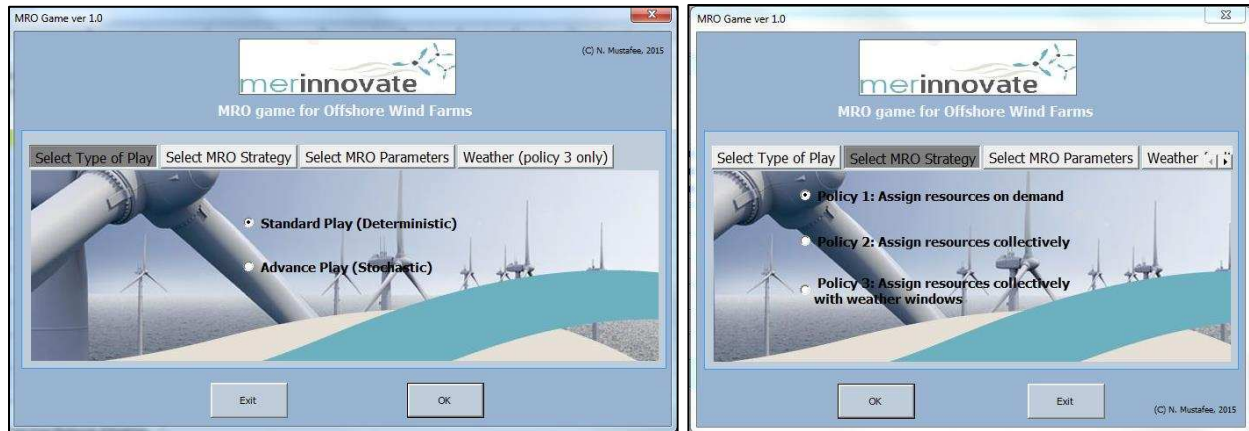 MRO Game ver 1.0
(C) N. Mustafee, 2015
merinnovate
MRO game for Offshore Wind Farms
Select Type of Play
Select MRO Strategy
Select MRO Parameters
Weather (policy 3 only)
Standard Play (Deterministic)
Advance Play (Stochastic)
Exit
OK
MRO Game ver 1.0
merinnovate
MRO game for Offshore Wind Farms
Select Type of Play
Select MRO Strategy
Select MRO Parameters
Weather
Policy 1: Assign resources on demand
Policy 2: Assign resources collectively
Policy 3: Assign resources collectively
with weather windows
OK
Exit
(C) N. Mustafee, 2015